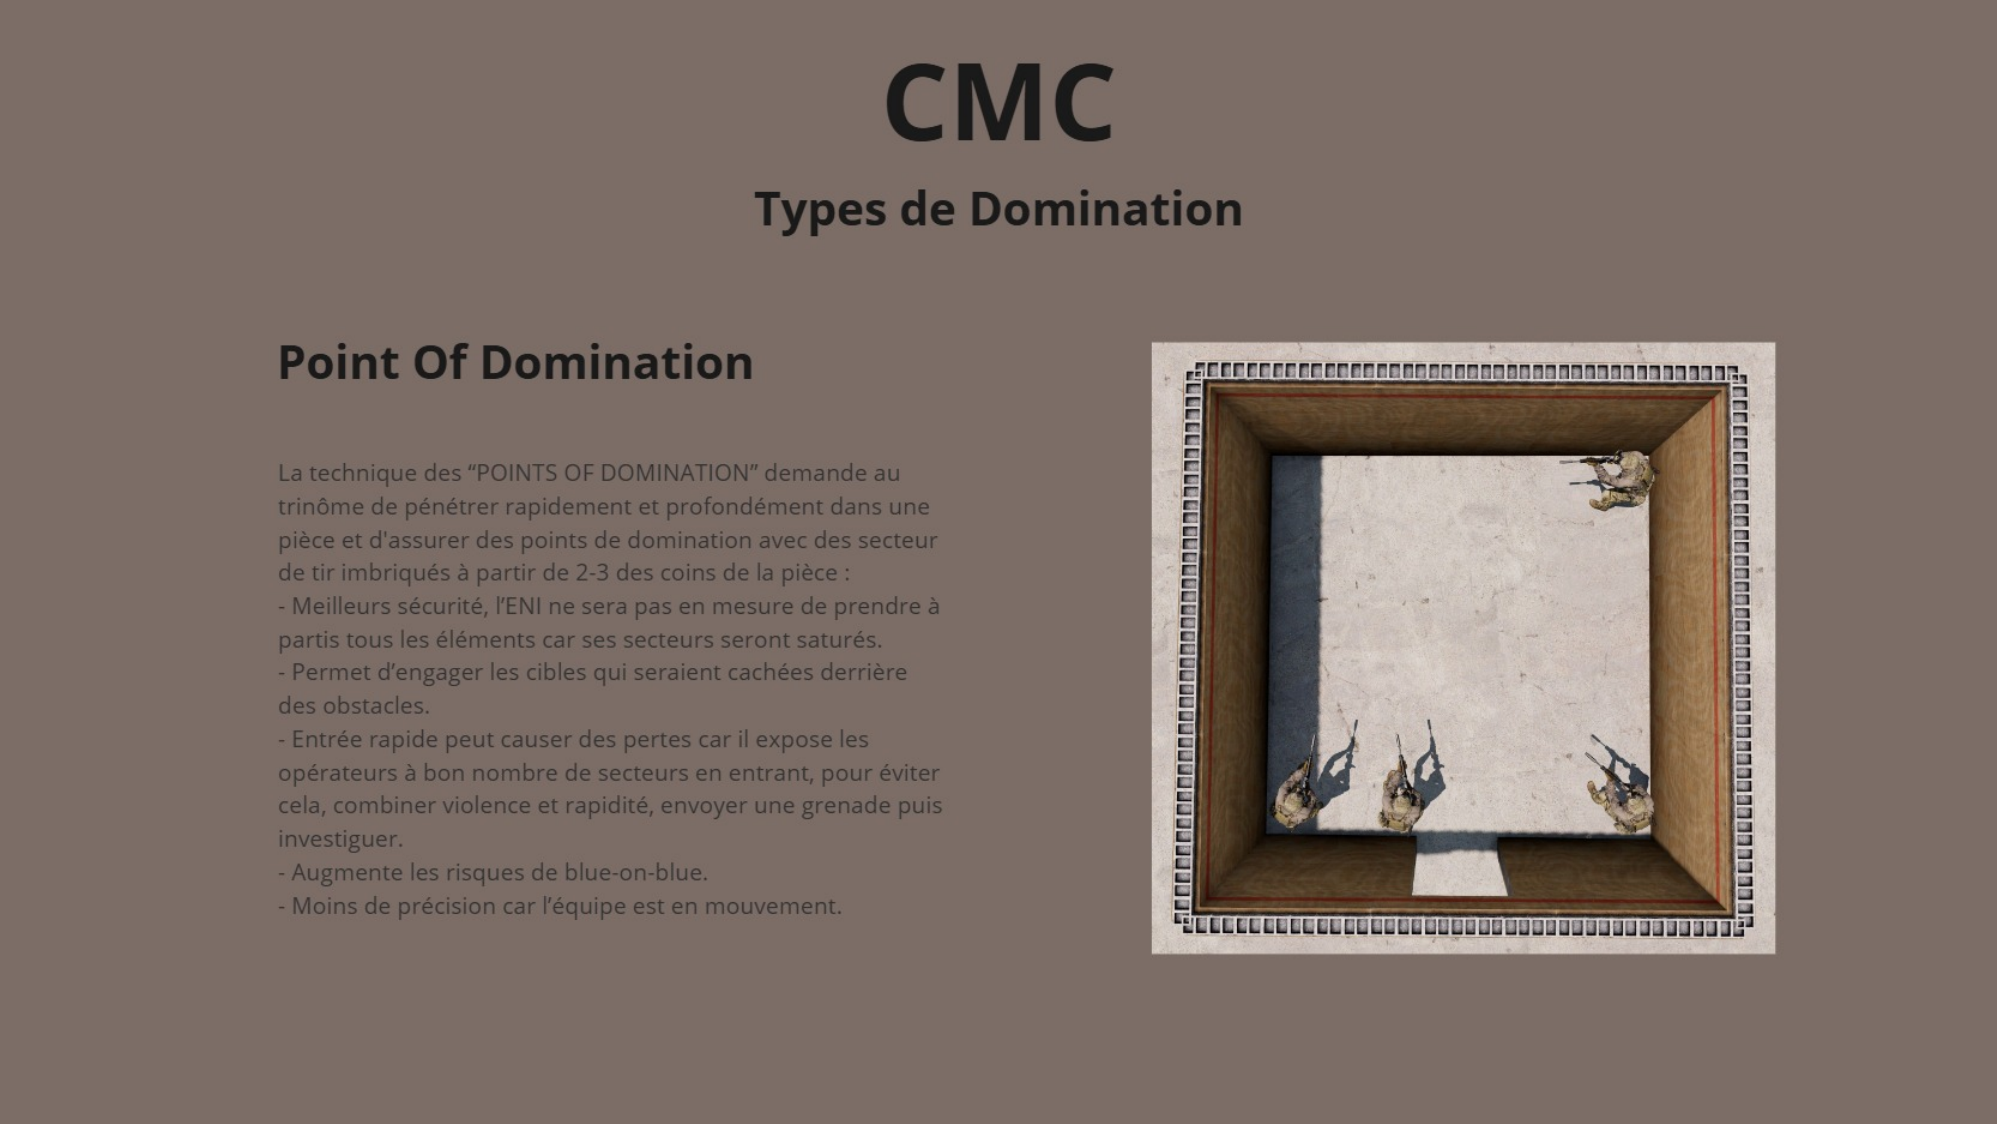 CMC
Types de Domination
Point Of Domination
La technique des “POINTS OF DOMINATION” demande au
trinôme de pénétrer rapidement et profondément dans une
pièce et d'assurer des points de domination avec des secteur
de tir imbriqués à partir de 2-3 des coins de la pièce :
- Meilleurs sécurité, l’ENI ne sera pas en mesure de prendre à
partis tous les éléments car ses secteurs seront saturés.
- Permet d’engager les cibles qui seraient cachées derrière
des obstacles.
- Entrée rapide peut causer des pertes car il expose les
opérateurs à bon nombre de secteurs en entrant, pour éviter
cela, combiner violence et rapidité, envoyer une grenade puis
investiguer.
- Augmente les risques de blue-on-blue.
- Moins de précision car l’équipe est en mouvement.